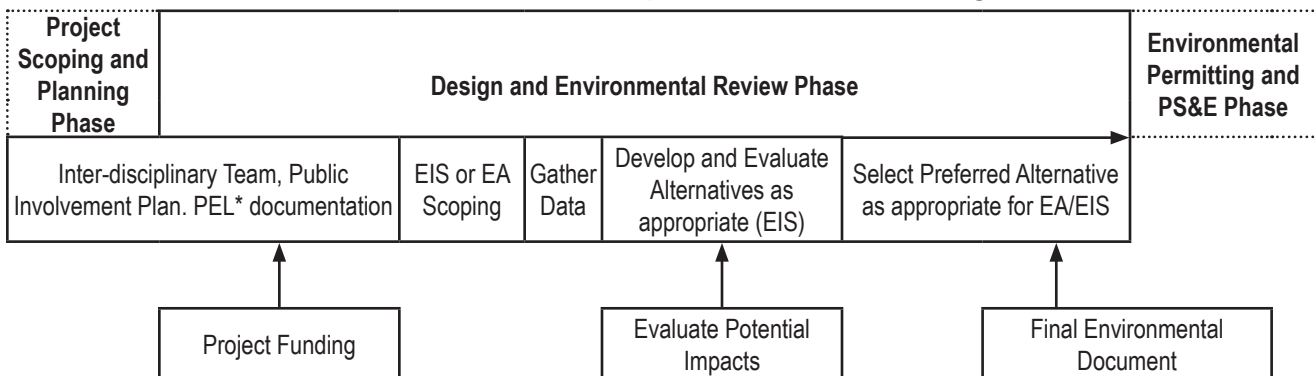 Project
Scoping and
Planning
Phase
Design and Environmental Review Phase
Environmental
Permitting and
PS&E Phase
Inter-disciplinary Team, Public
Involvement Plan. PEL* documentation
EIS or EA
Scoping
Gather
Data
Develop and Evaluate
Alternatives as
appropriate (EIS)
Select Preferred Alternative
as appropriate for EA/EIS
Project Funding
Evaluate Potential
Impacts
Final Environmental
Document